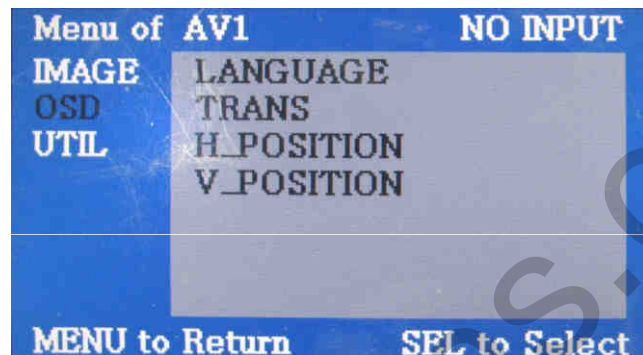 Menu of AV1 NO INPUT
IMAGE LANGUAGE
OSD TRANS
UTIL H_POSITION
V_POSITION
MENU to Return SEL to Select